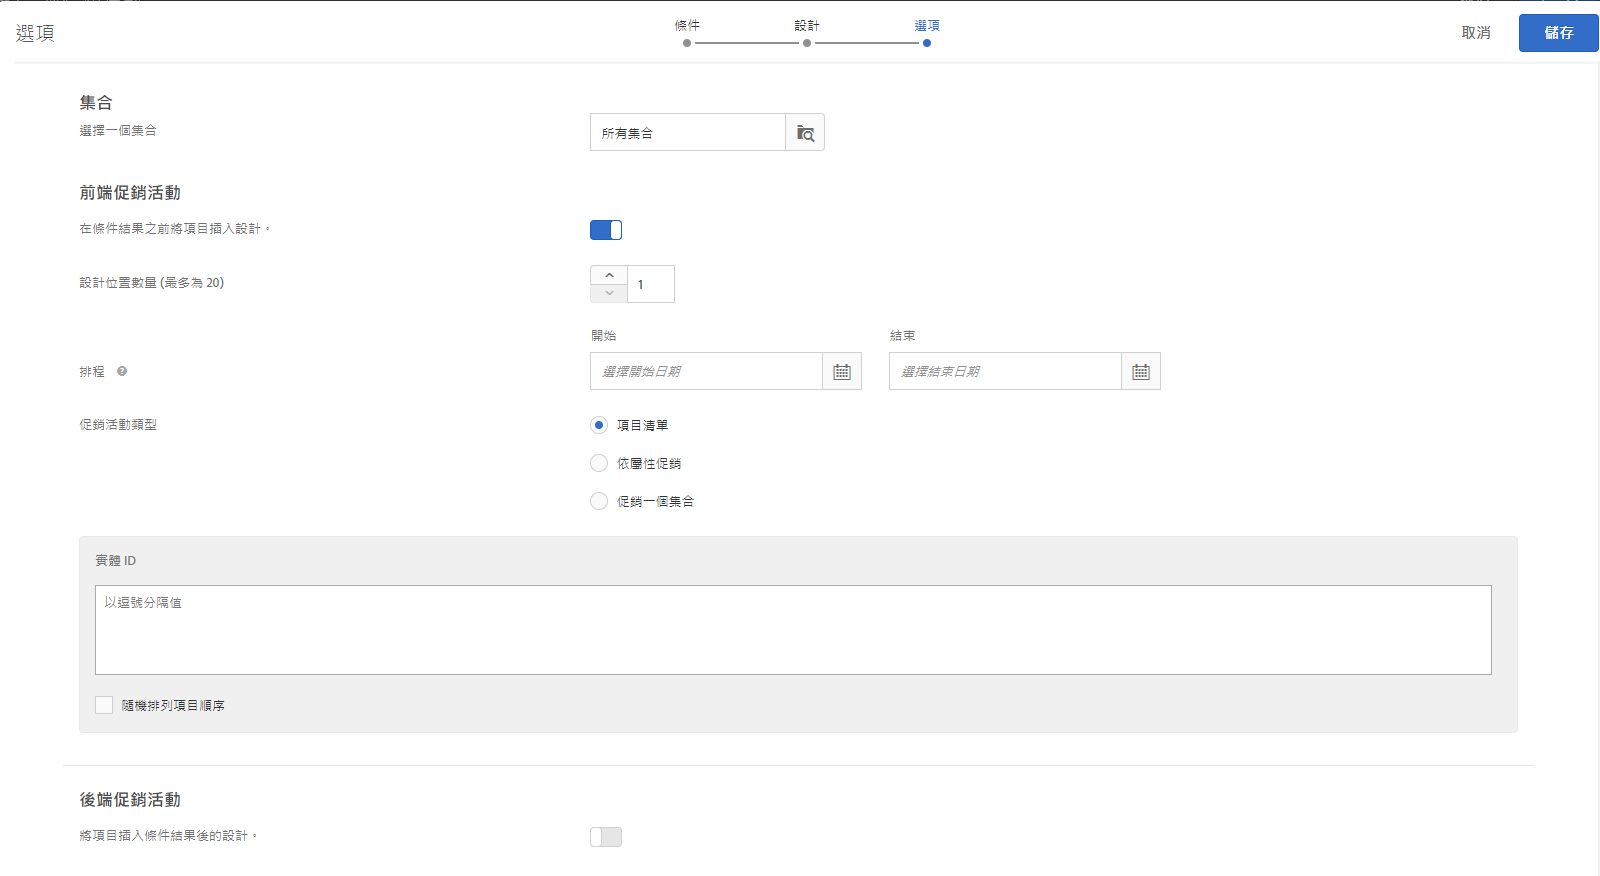 選項
條件
設計
選項
取消
儲存
集合
選擇一個集合
所有集合
前端促銷活動
在條件結果之前將項目插入設計。
設計位置數量 (最多為 20)
1
開始
結束
排程
選擇開始日期
選擇結束日期
促銷活動類型
項目清單
依屬性促銷
促銷一個集合
實體 ID
以逗號分隔值
隨機排列項目順序
後端促銷活動
將項目插入條件結果後的設計。